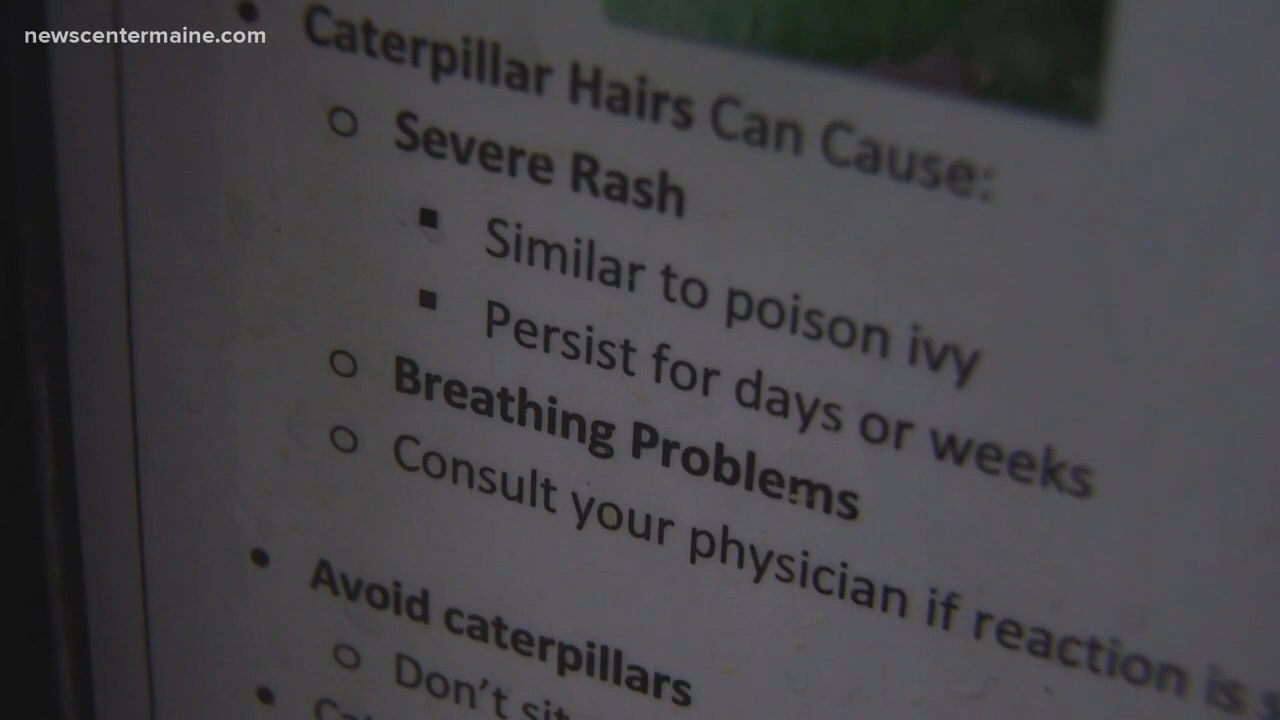 newscentermaine.com
• Caterpillar Hairs Can Cause:
○ Severe Rash
▪ Similar to poison ivy
▪ Persist for days or weeks
○ Breathing Problems
○ Consult your physician if reaction is
• Avoid caterpillars
○ Don't sit
•